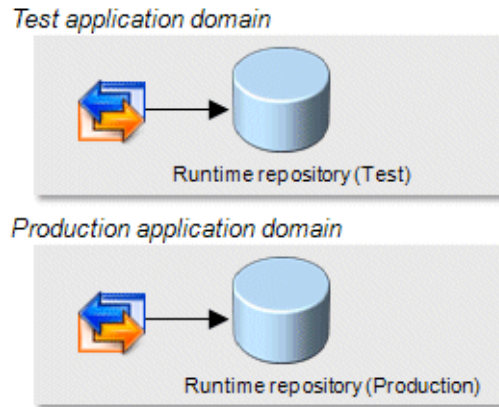 Test application domain
Runtime repository (Test)
Production application domain
Runtime repository (Production)